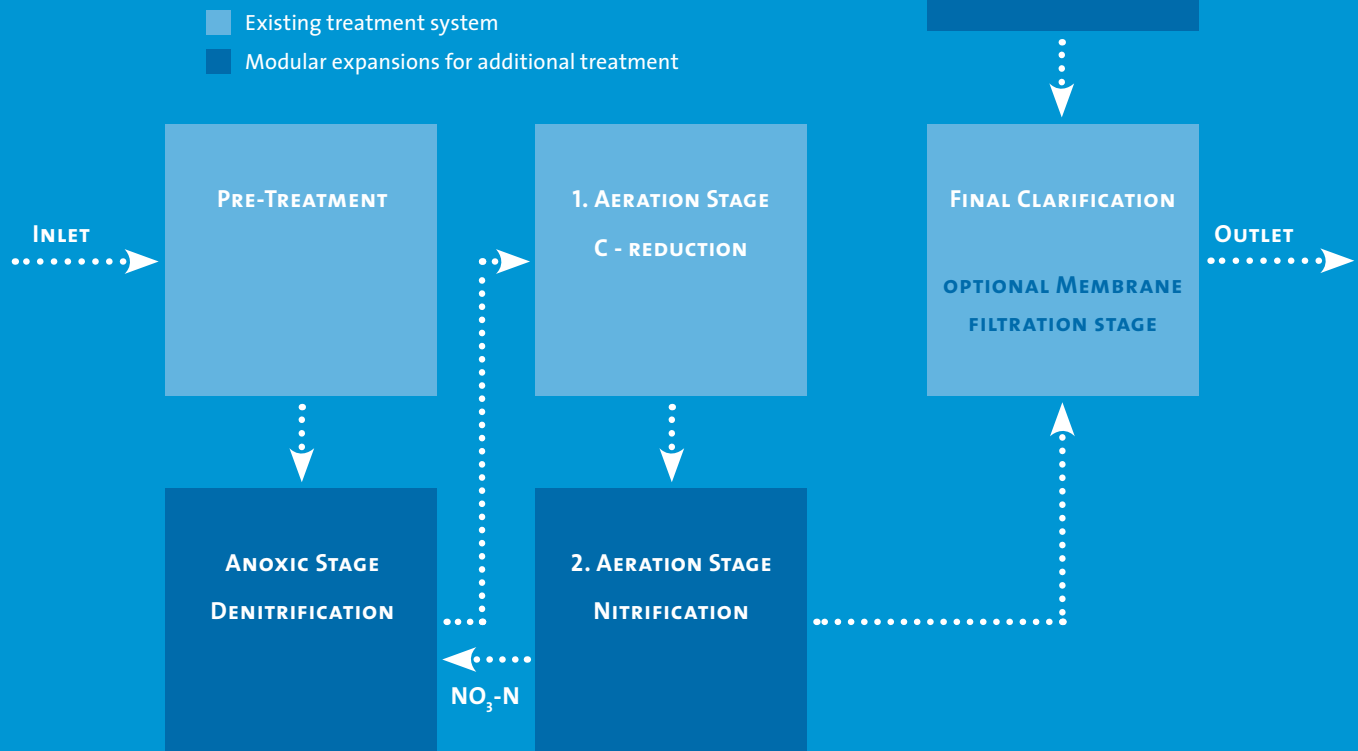 Existing treatment system
Modular expansions for additional treatment
Inlet
Pre-Treatment
1. Aeration Stage
C - reduction
Final Clarification
optional Membrane
filtration stage
Outlet
Anoxic Stage
Denitrification
2. Aeration Stage
Nitrification
NO₃-N